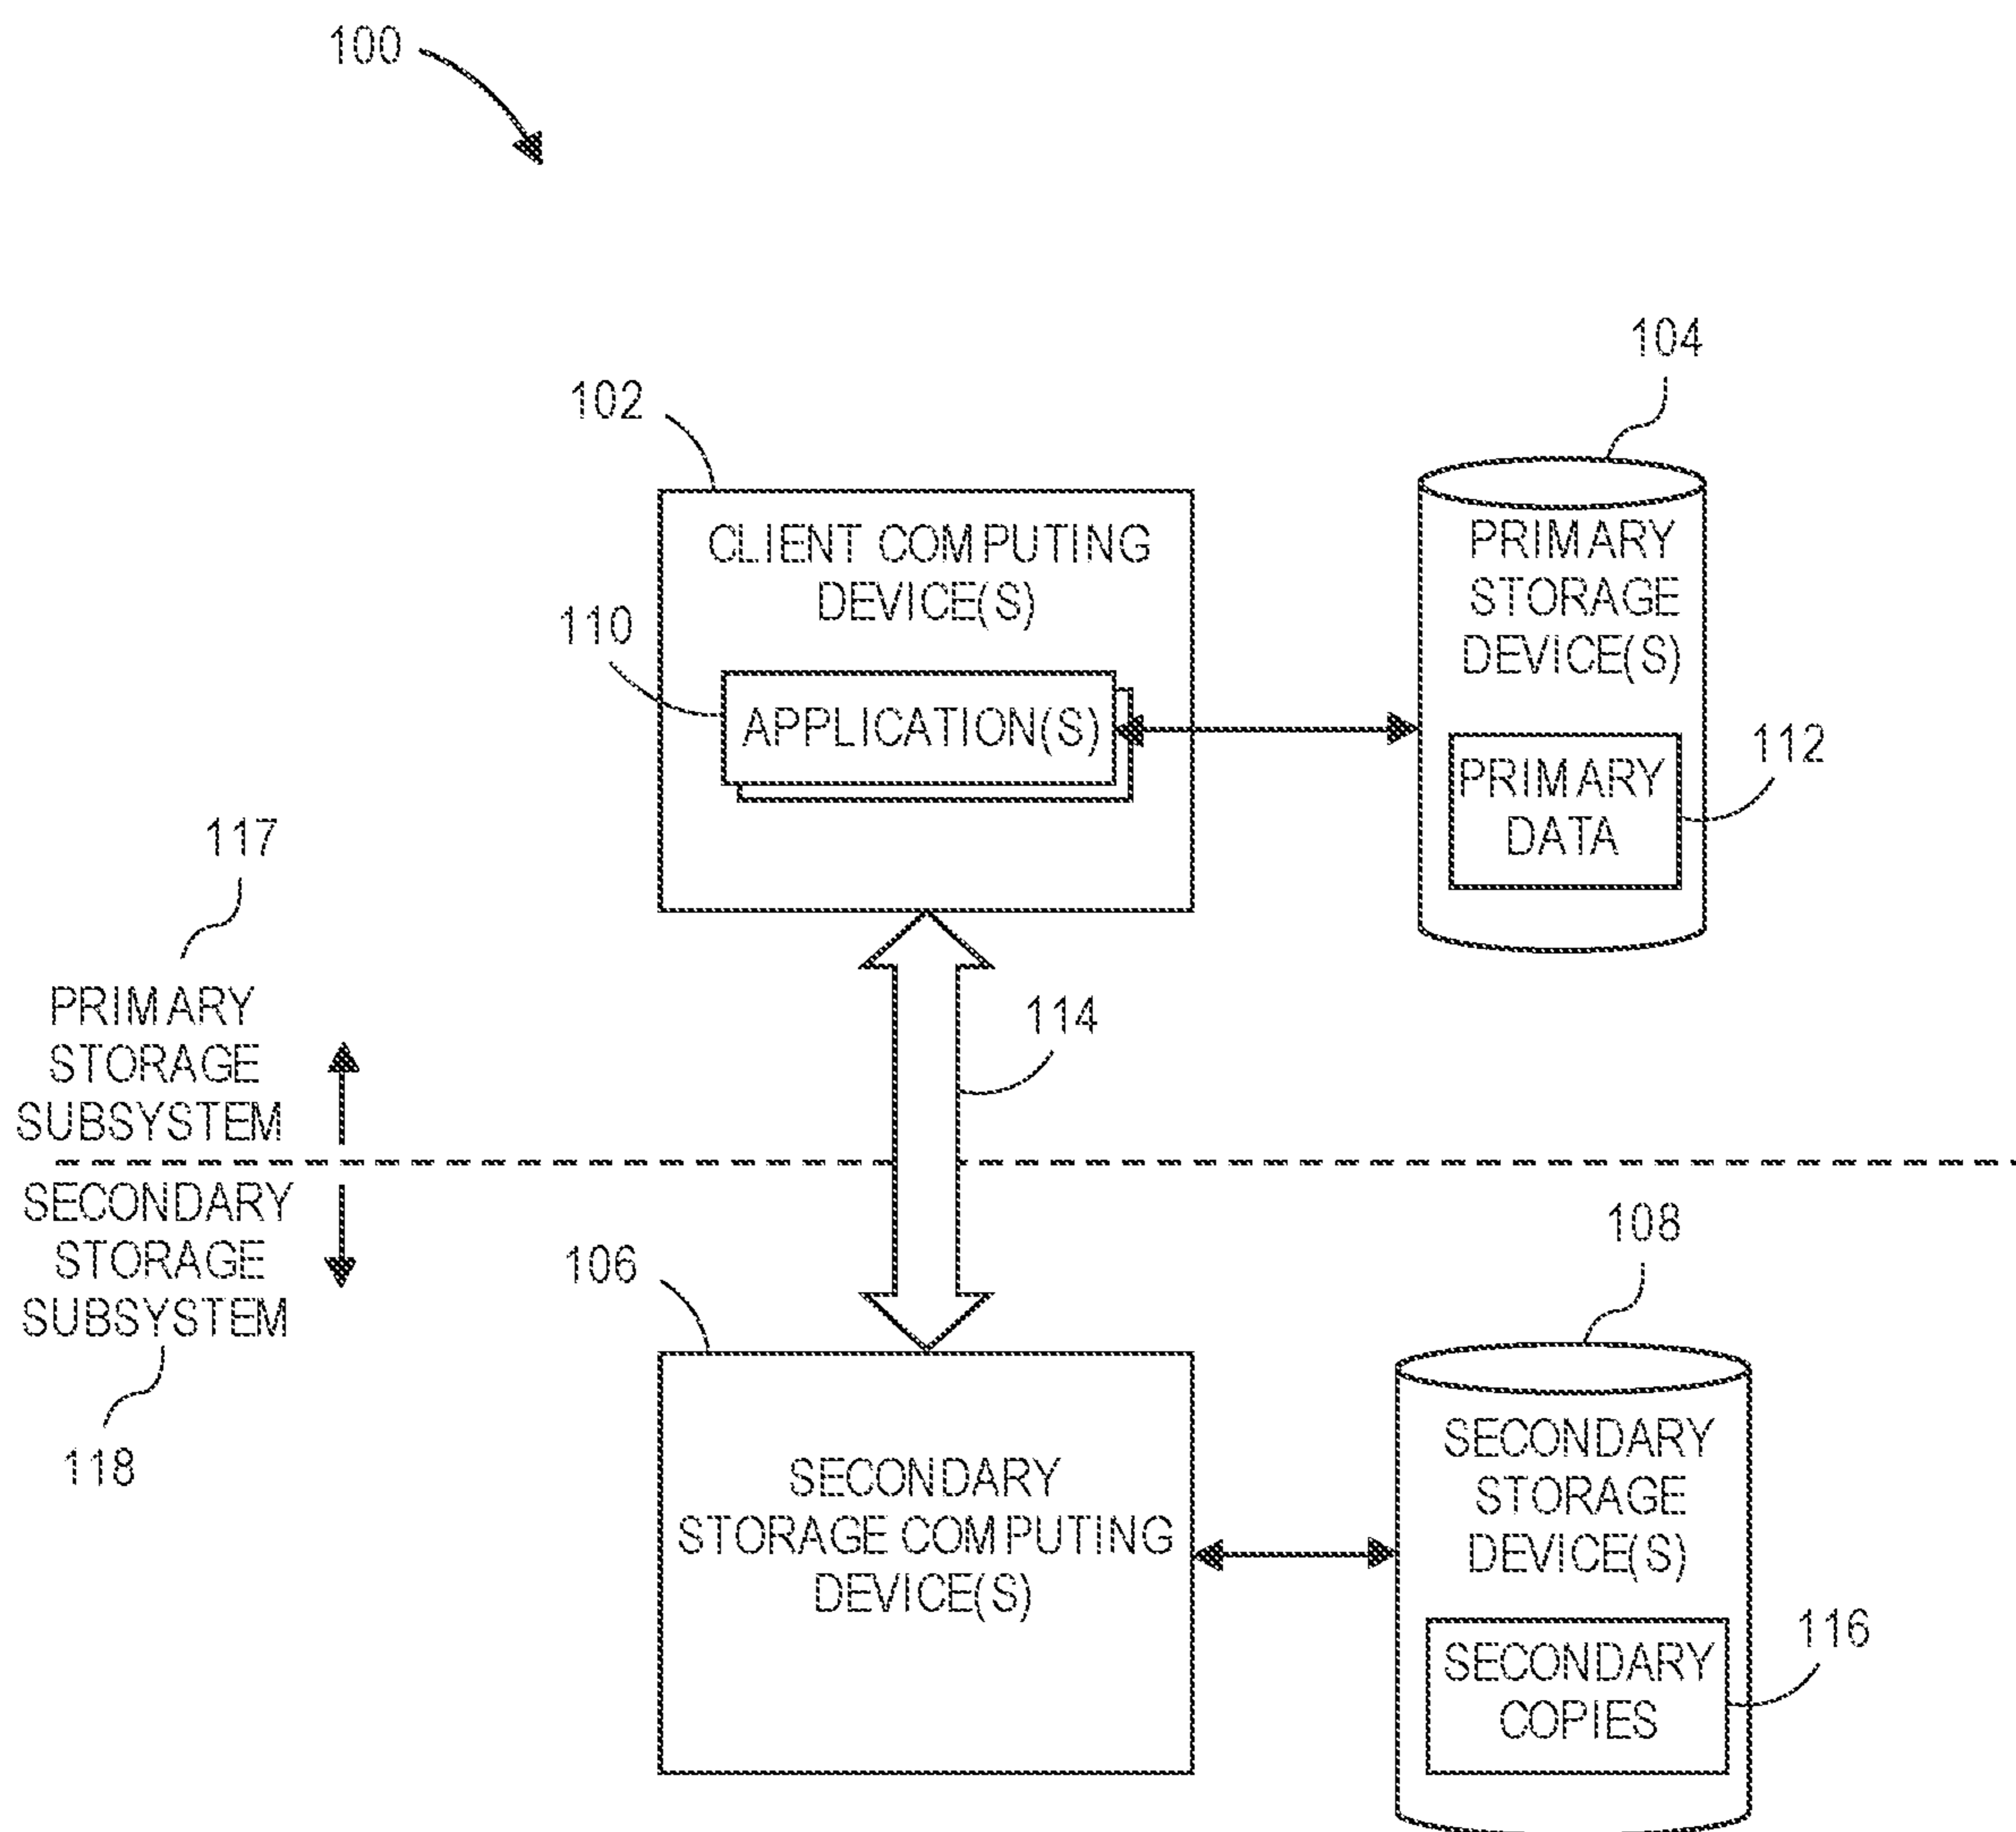 100
104
102
CLIENT COMPUTING
DEVICE(S)
110
APPLICATION(S)
PRIMARY
STORAGE
DEVICE(S)
PRIMARY
DATA
112
117
PRIMARY
STORAGE
SUBSYSTEM
114
SECONDARY
STORAGE
SUBSYSTEM
118
106
SECONDARY
STORAGE COMPUTING
DEVICE(S)
108
SECONDARY
STORAGE
DEVICE(S)
SECONDARY
COPIES
116